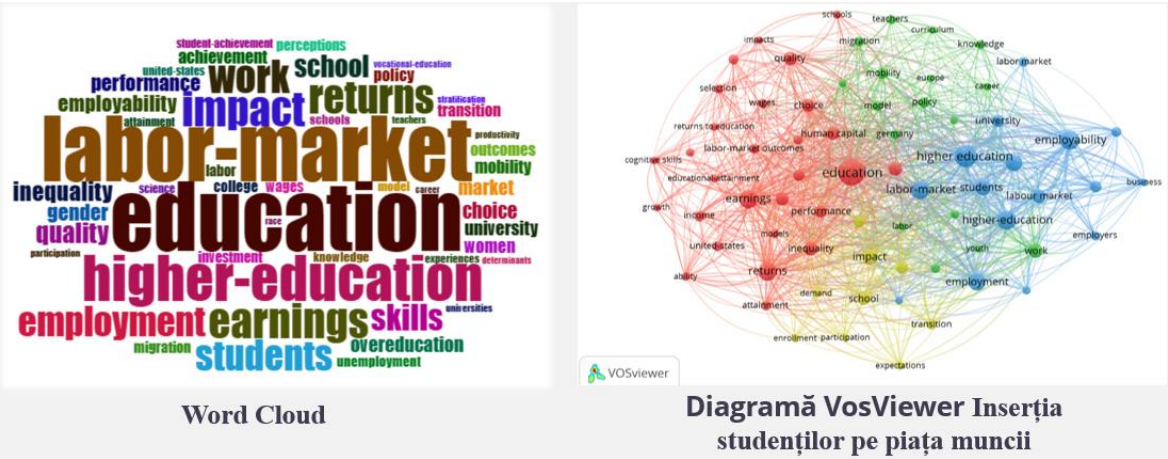 student-achievement perceptions
achievement
united-states work school vocational-education
performance policy
employability impact returns stratification
attainment schools teachers transition
labor-market productivity
outcomes
labor mobility
inequality science college wages model career market
gender education race choice
quality university
participation investment knowledge experiences women determinants
higher-education
employment earnings skills universities
migration students overeducation
unemployment
schools
teachers
curriculum
impacts migration knowledge
quality labor market
mobility europe
selection career
wages choice model policy
returns to education human capital germany university
labor-market outcomes employability
cognitive skills higher education
educational attainment education business
labor-market students labour market
growth earnings
income performance higher-education
models labor employers
united-states inequality youth work
ability returns impact employment
attainment demand school
transition
enrollment participation
expectations
VOSviewer
Word Cloud
Diagramă VosViewer Inserția
studenților pe piața muncii